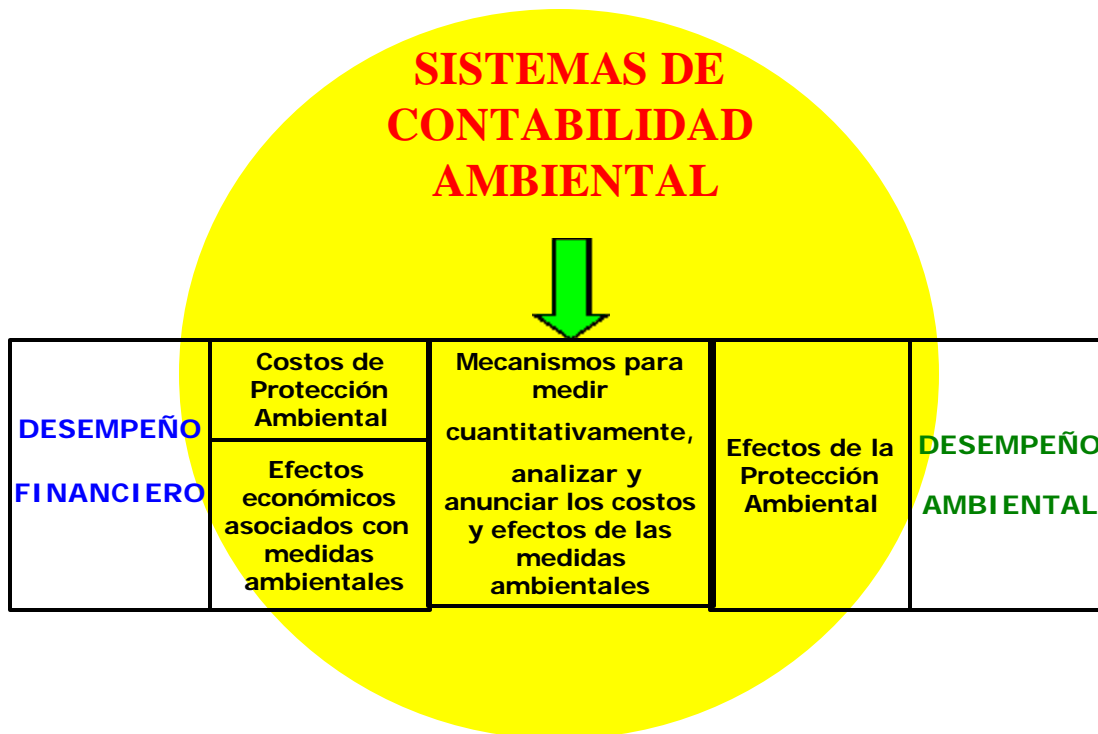 SISTEMAS DE
CONTABILIDAD
AMBIENTAL
DESEMPEÑO
FINANCIERO
Costos de
Protección
Ambiental
Efectos
económicos
asociados con
medidas
ambientales
Mecanismos para
medir
cuantitativamente,
analizar y
anunciar los costos
y efectos de las
medidas
ambientales
Efectos de la
Protección
Ambiental
DESEMPEÑO
AMBIENTAL